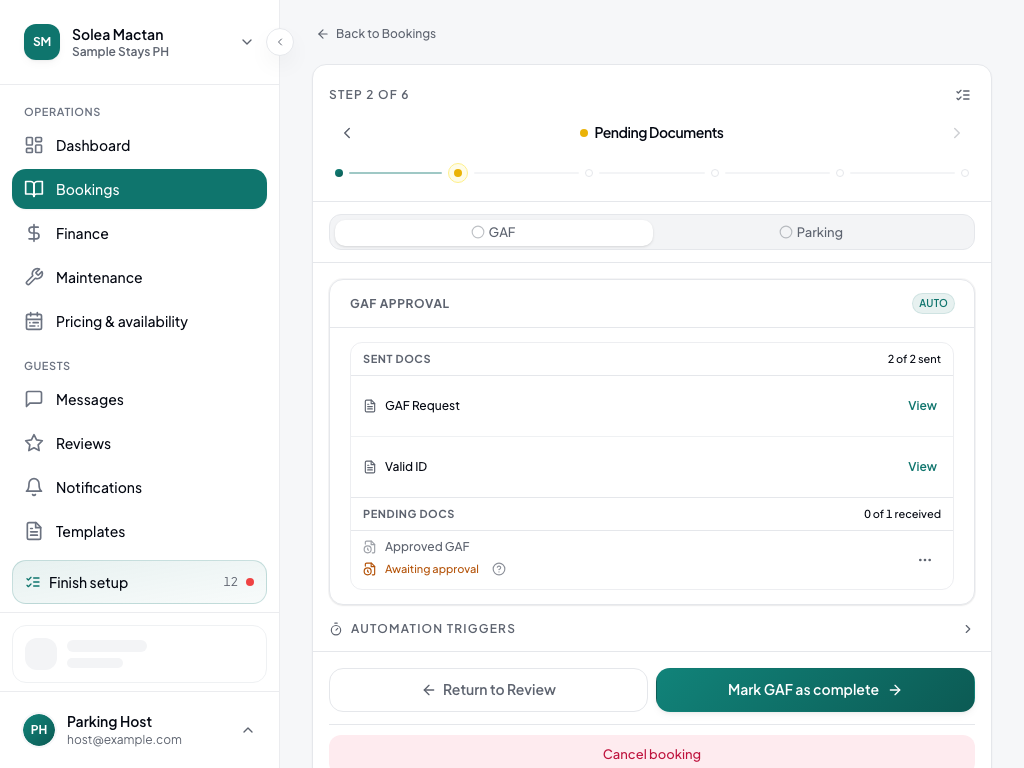 SM
Solea Mactan
Sample Stays PH
OPERATIONS
Dashboard
Bookings
Finance
Maintenance
Pricing & availability
GUESTS
Messages
Reviews
Notifications
Templates
Finish setup 12
PH
Parking Host
host@example.com
Back to Bookings
STEP 2 OF 6
Pending Documents
GAF Parking
GAF APPROVAL AUTO
SENT DOCS 2 of 2 sent
GAF Request View
Valid ID View
PENDING DOCS 0 of 1 received
Approved GAF
Awaiting approval ?
AUTOMATION TRIGGERS
Return to Review Mark GAF as complete
Cancel booking